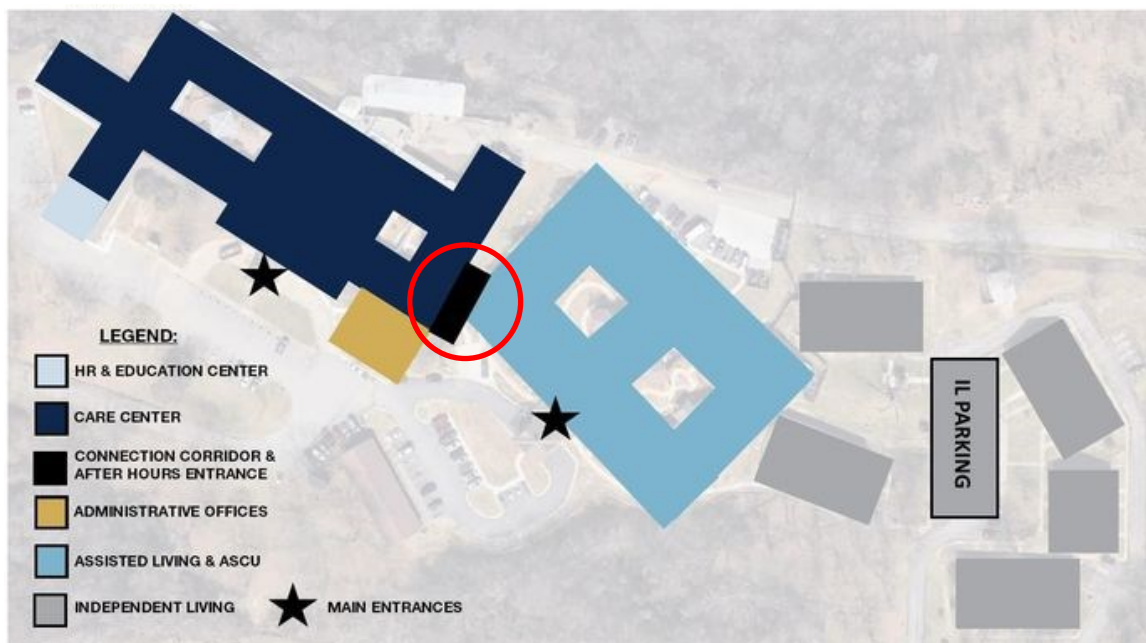 LEGEND:
HR & EDUCATION CENTER
CARE CENTER
CONNECTION CORRIDOR &
AFTER HOURS ENTRANCE
ADMINISTRATIVE OFFICES
ASSISTED LIVING & ASCU
INDEPENDENT LIVING
MAIN ENTRANCES
IL PARKING